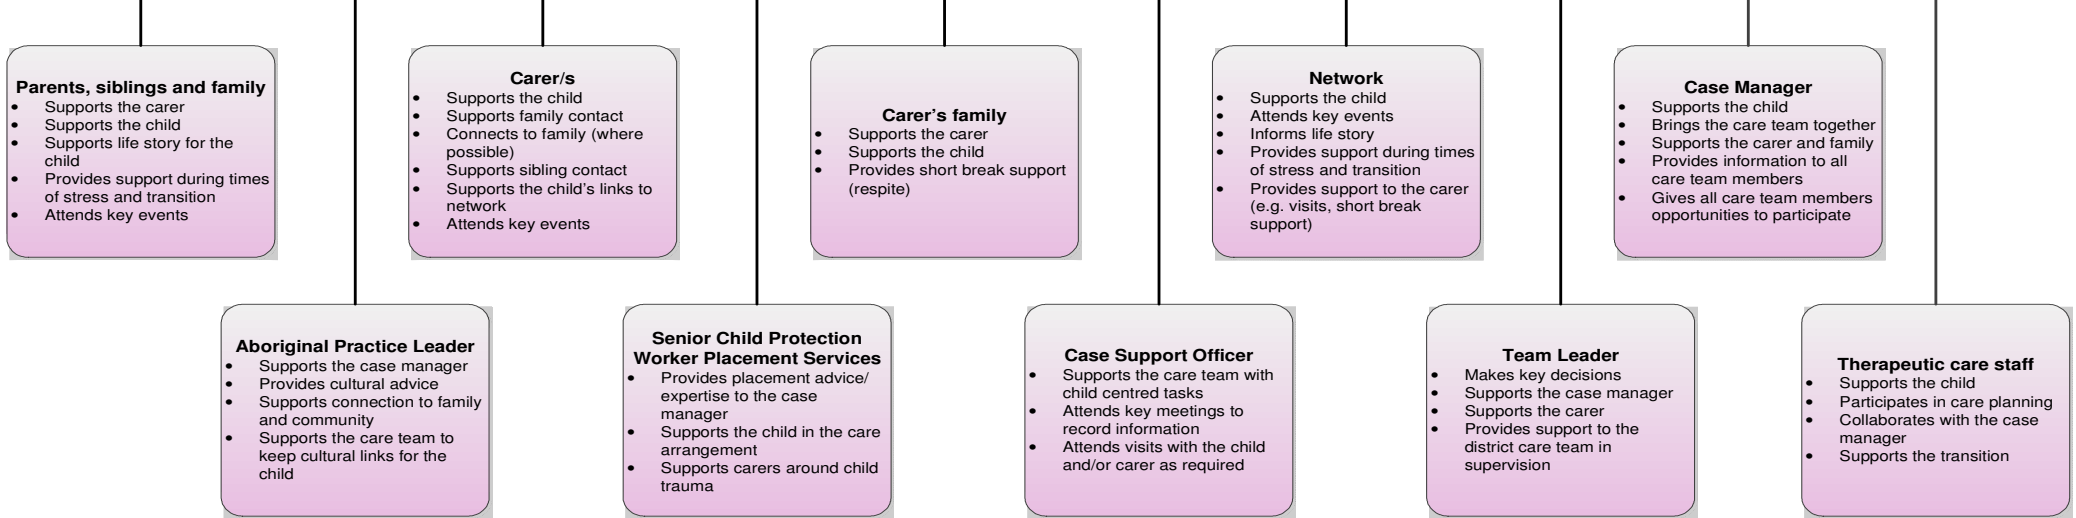 Parents, siblings and family
• Supports the carer
• Supports the child
• Supports life story for the
child
• Provides support during times
of stress and transition
• Attends key events
Carer/s
• Supports the child
• Supports family contact
• Connects to family (where
possible)
• Supports sibling contact
• Supports the child's links to
network
• Attends key events
Carer's family
• Supports the carer
• Supports the child
• Provides short break support
(respite)
Network
• Supports the child
• Attends key events
• Informs life story
• Provides support during times
of stress and transition
• Provides support to the carer
(e.g. visits, short break
support)
Case Manager
• Supports the child
• Brings the care team together
• Supports the carer and family
• Provides information to all
care team members
• Gives all care team members
opportunities to participate
Aboriginal Practice Leader
• Supports the case manager
• Provides cultural advice
• Supports connection to family
and community
• Supports the care team to
keep cultural links for the
child
Senior Child Protection
Worker Placement Services
• Provides placement advice/
expertise to the case
manager
• Supports the child in the care
arrangement
• Supports carers around child
trauma
Case Support Officer
• Supports the care team with
child centred tasks
• Attends key meetings to
record information
• Attends visits with the child
and/or carer as required
Team Leader
• Makes key decisions
• Supports the case manager
• Supports the carer
• Provides support to the
district care team in
supervision
Therapeutic care staff
• Supports the child
• Participates in care planning
• Collaborates with the case
manager
• Supports the transition